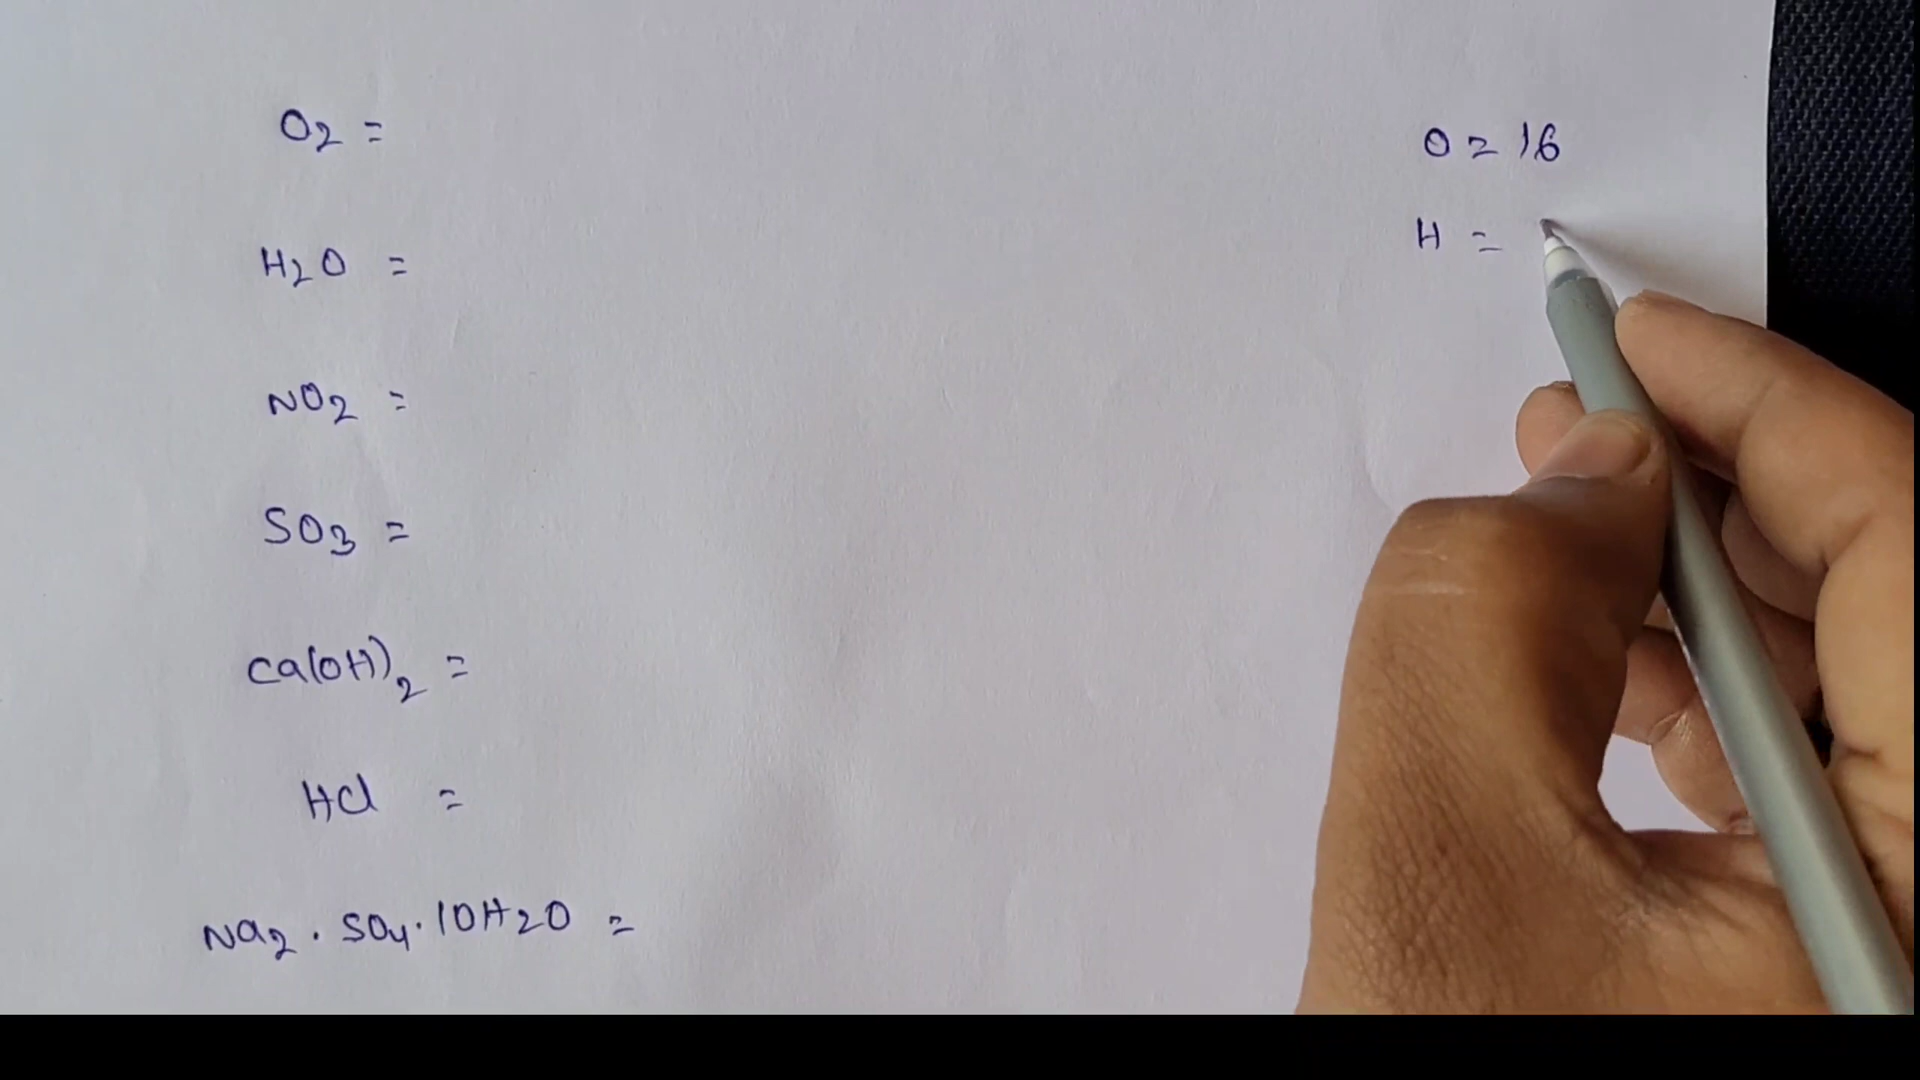 O2 =
O = 16
H2O =
H =
NO2 =
SO3 =
Ca(OH)2 =
HCl =
Na2 . SO4 . 10H2O =